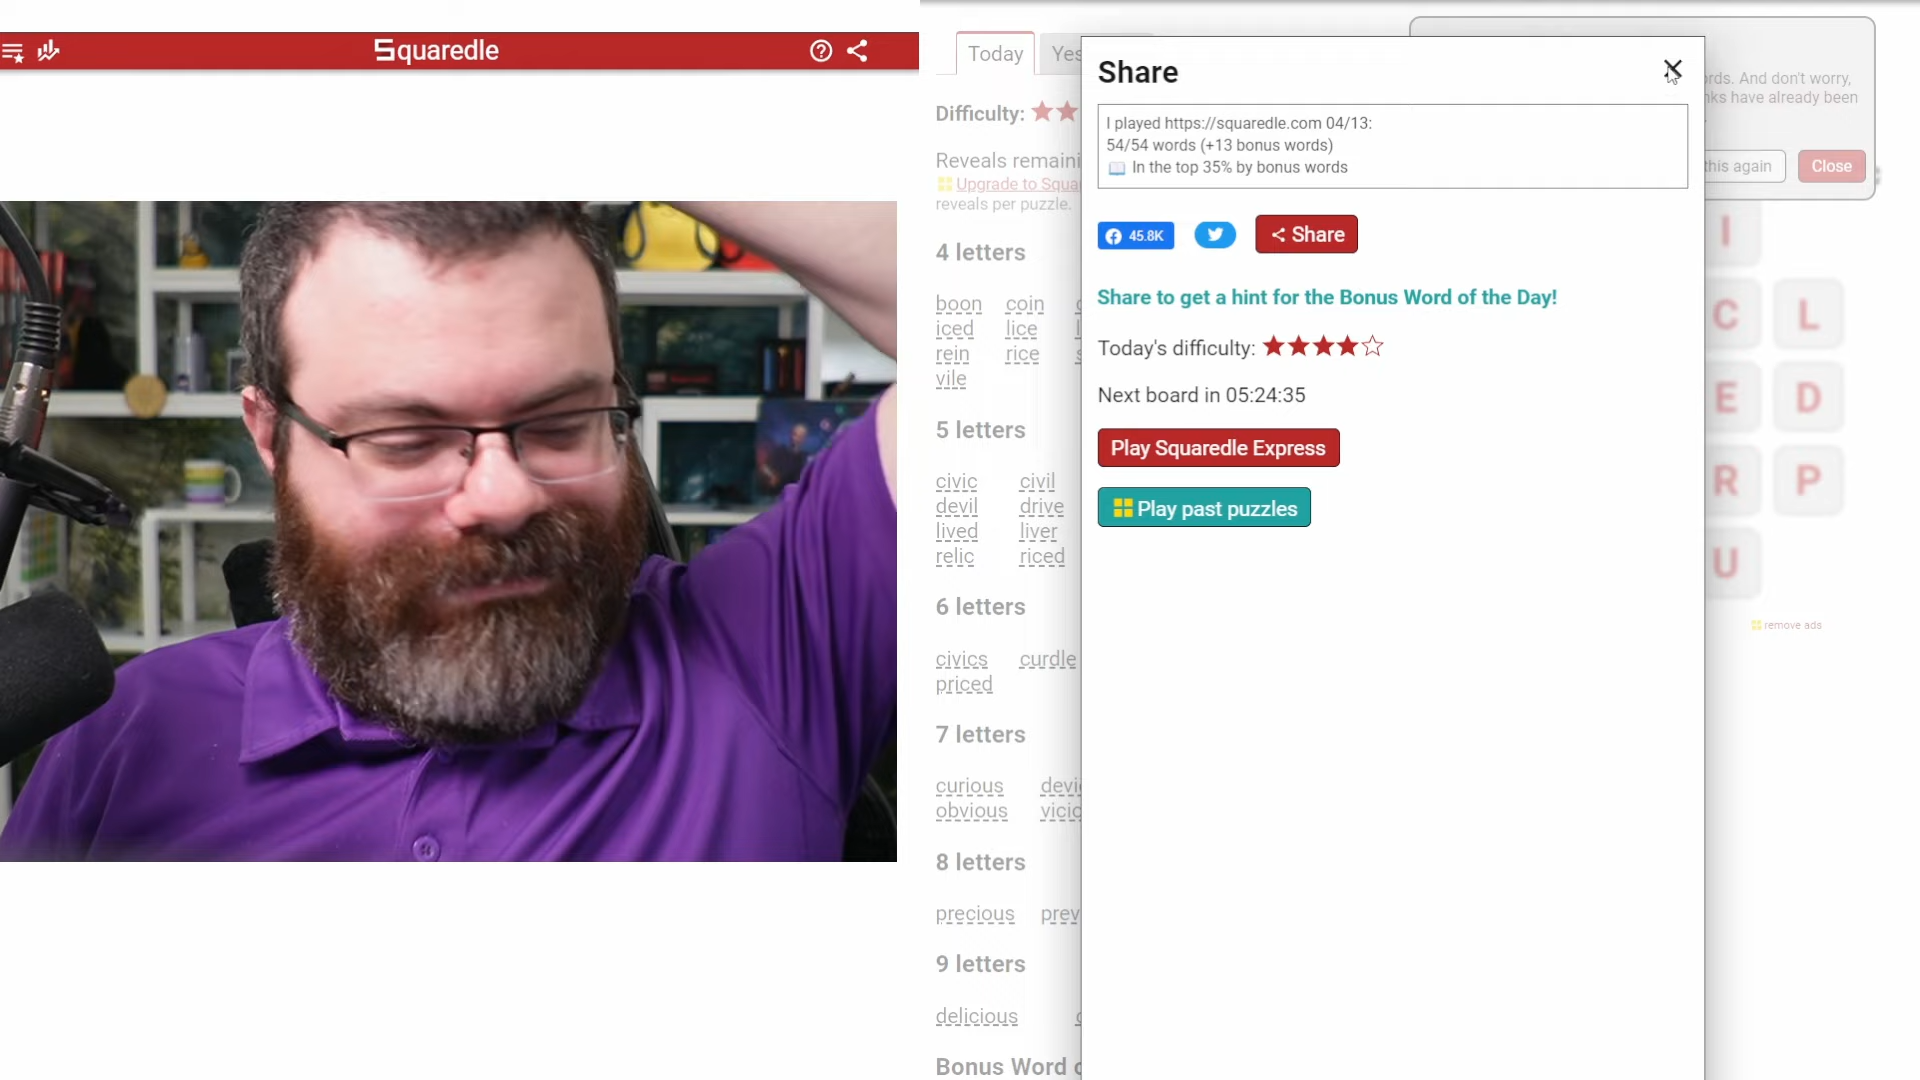 Squaredle
Today
Difficulty:
Reveals remaini
Upgrade to Squa
reveals per puzzle.
4 letters
boon coin
iced lice
rein rice
vile
5 letters
civic civil
devil drive
lived liver
relic riced
6 letters
civics curdle
priced
7 letters
curious devi
obvious vicio
8 letters
precious prev
9 letters
delicious
Bonus Word
Share
I played https://squaredle.com 04/13:
54/54 words (+13 bonus words)
In the top 35% by bonus words
45.8K
Share
Share to get a hint for the Bonus Word of the Day!
Today's difficulty:
Next board in 05:24:35
Play Squaredle Express
Play past puzzles
rds. And don't worry,
nks have already been
this again
Close
I
C L
E D
R P
U
remove ads